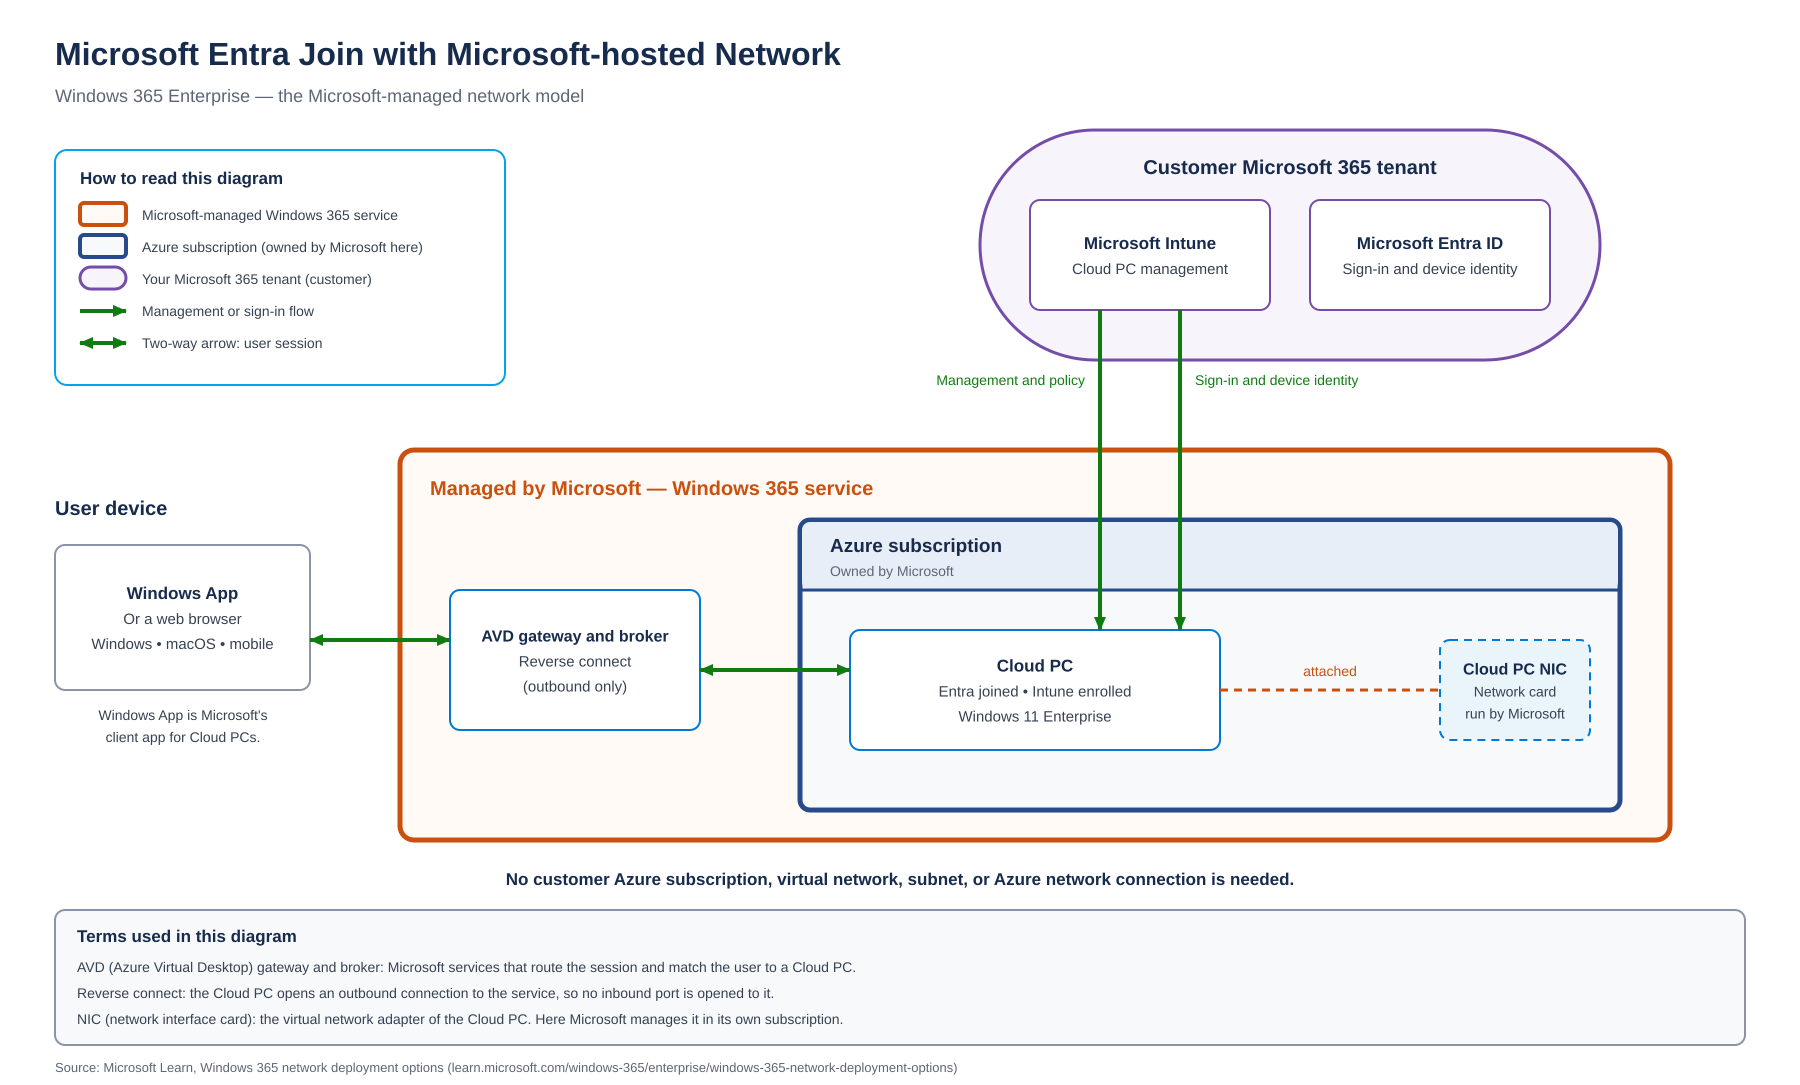 Microsoft Entra Join with Microsoft-hosted Network
Windows 365 Enterprise — the Microsoft-managed network model
How to read this diagram
Microsoft-managed Windows 365 service
Azure subscription (owned by Microsoft here)
Your Microsoft 365 tenant (customer)
Management or sign-in flow
Two-way arrow: user session
Customer Microsoft 365 tenant
Microsoft Intune
Cloud PC management
Microsoft Entra ID
Sign-in and device identity
Management and policy
Sign-in and device identity
Managed by Microsoft — Windows 365 service
User device
Windows App
Or a web browser
Windows • macOS • mobile
Windows App is Microsoft's
client app for Cloud PCs.
AVD gateway and broker
Reverse connect
(outbound only)
Azure subscription
Owned by Microsoft
Cloud PC
Entra joined • Intune enrolled
Windows 11 Enterprise
attached
Cloud PC NIC
Network card
run by Microsoft
No customer Azure subscription, virtual network, subnet, or Azure network connection is needed.
Terms used in this diagram
AVD (Azure Virtual Desktop) gateway and broker: Microsoft services that route the session and match the user to a Cloud PC.
Reverse connect: the Cloud PC opens an outbound connection to the service, so no inbound port is opened to it.
NIC (network interface card): the virtual network adapter of the Cloud PC. Here Microsoft manages it in its own subscription.
Source: Microsoft Learn, Windows 365 network deployment options (learn.microsoft.com/windows-365/enterprise/windows-365-network-deployment-options)